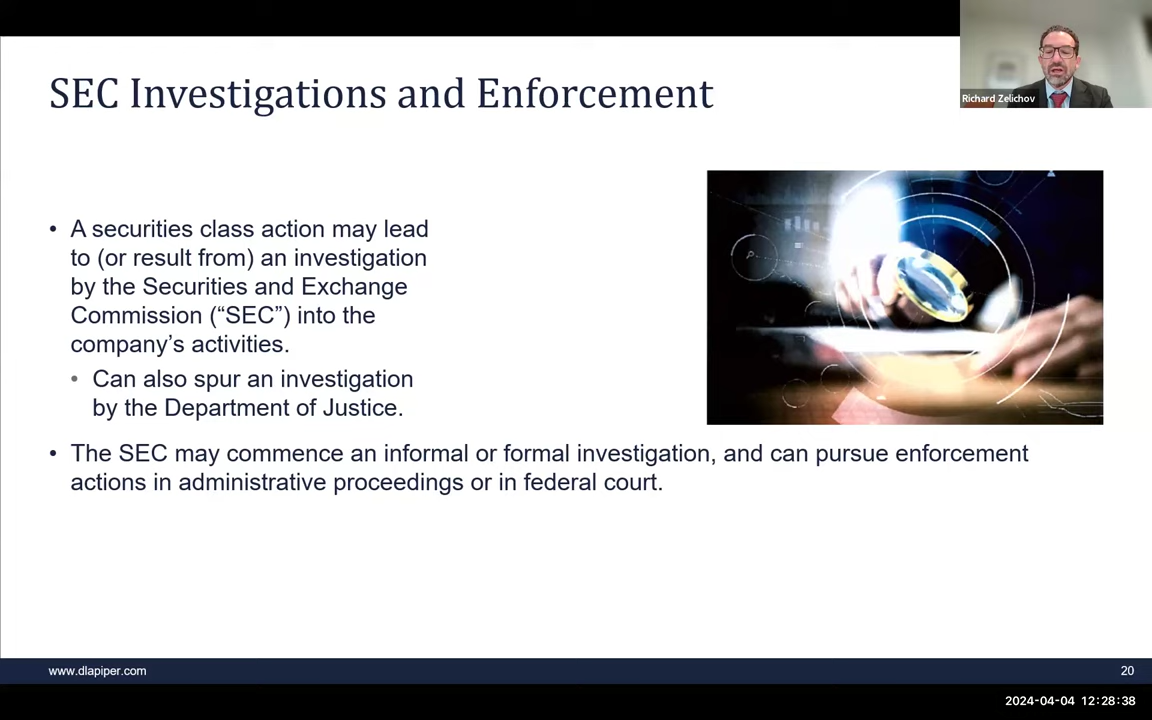 SEC Investigations and Enforcement
Richard Zelichov
• A securities class action may lead
to (or result from) an investigation
by the Securities and Exchange
Commission (“SEC”) into the
company’s activities.
• Can also spur an investigation
by the Department of Justice.
• The SEC may commence an informal or formal investigation, and can pursue enforcement
actions in administrative proceedings or in federal court.
www.dlapiper.com
20
2024-04-04 12:28:38